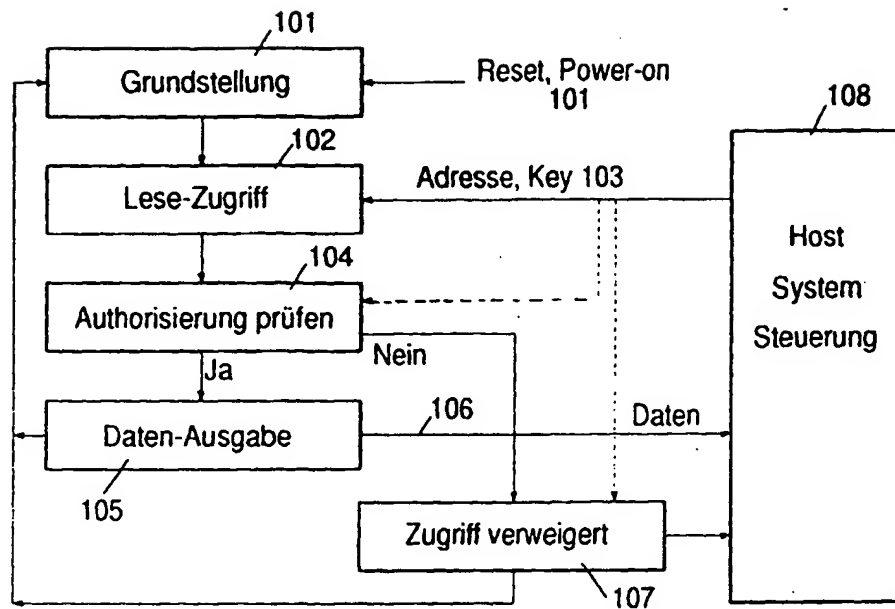 101
Grundstellung
Reset, Power-on
101
108
102
Lese-Zugriff
Adresse, Key 103
Host
System
Steuerung
104
Authorisierung prüfen
Nein
Ja
106
Daten
Daten-Ausgabe
105
Zugriff verweigert
107